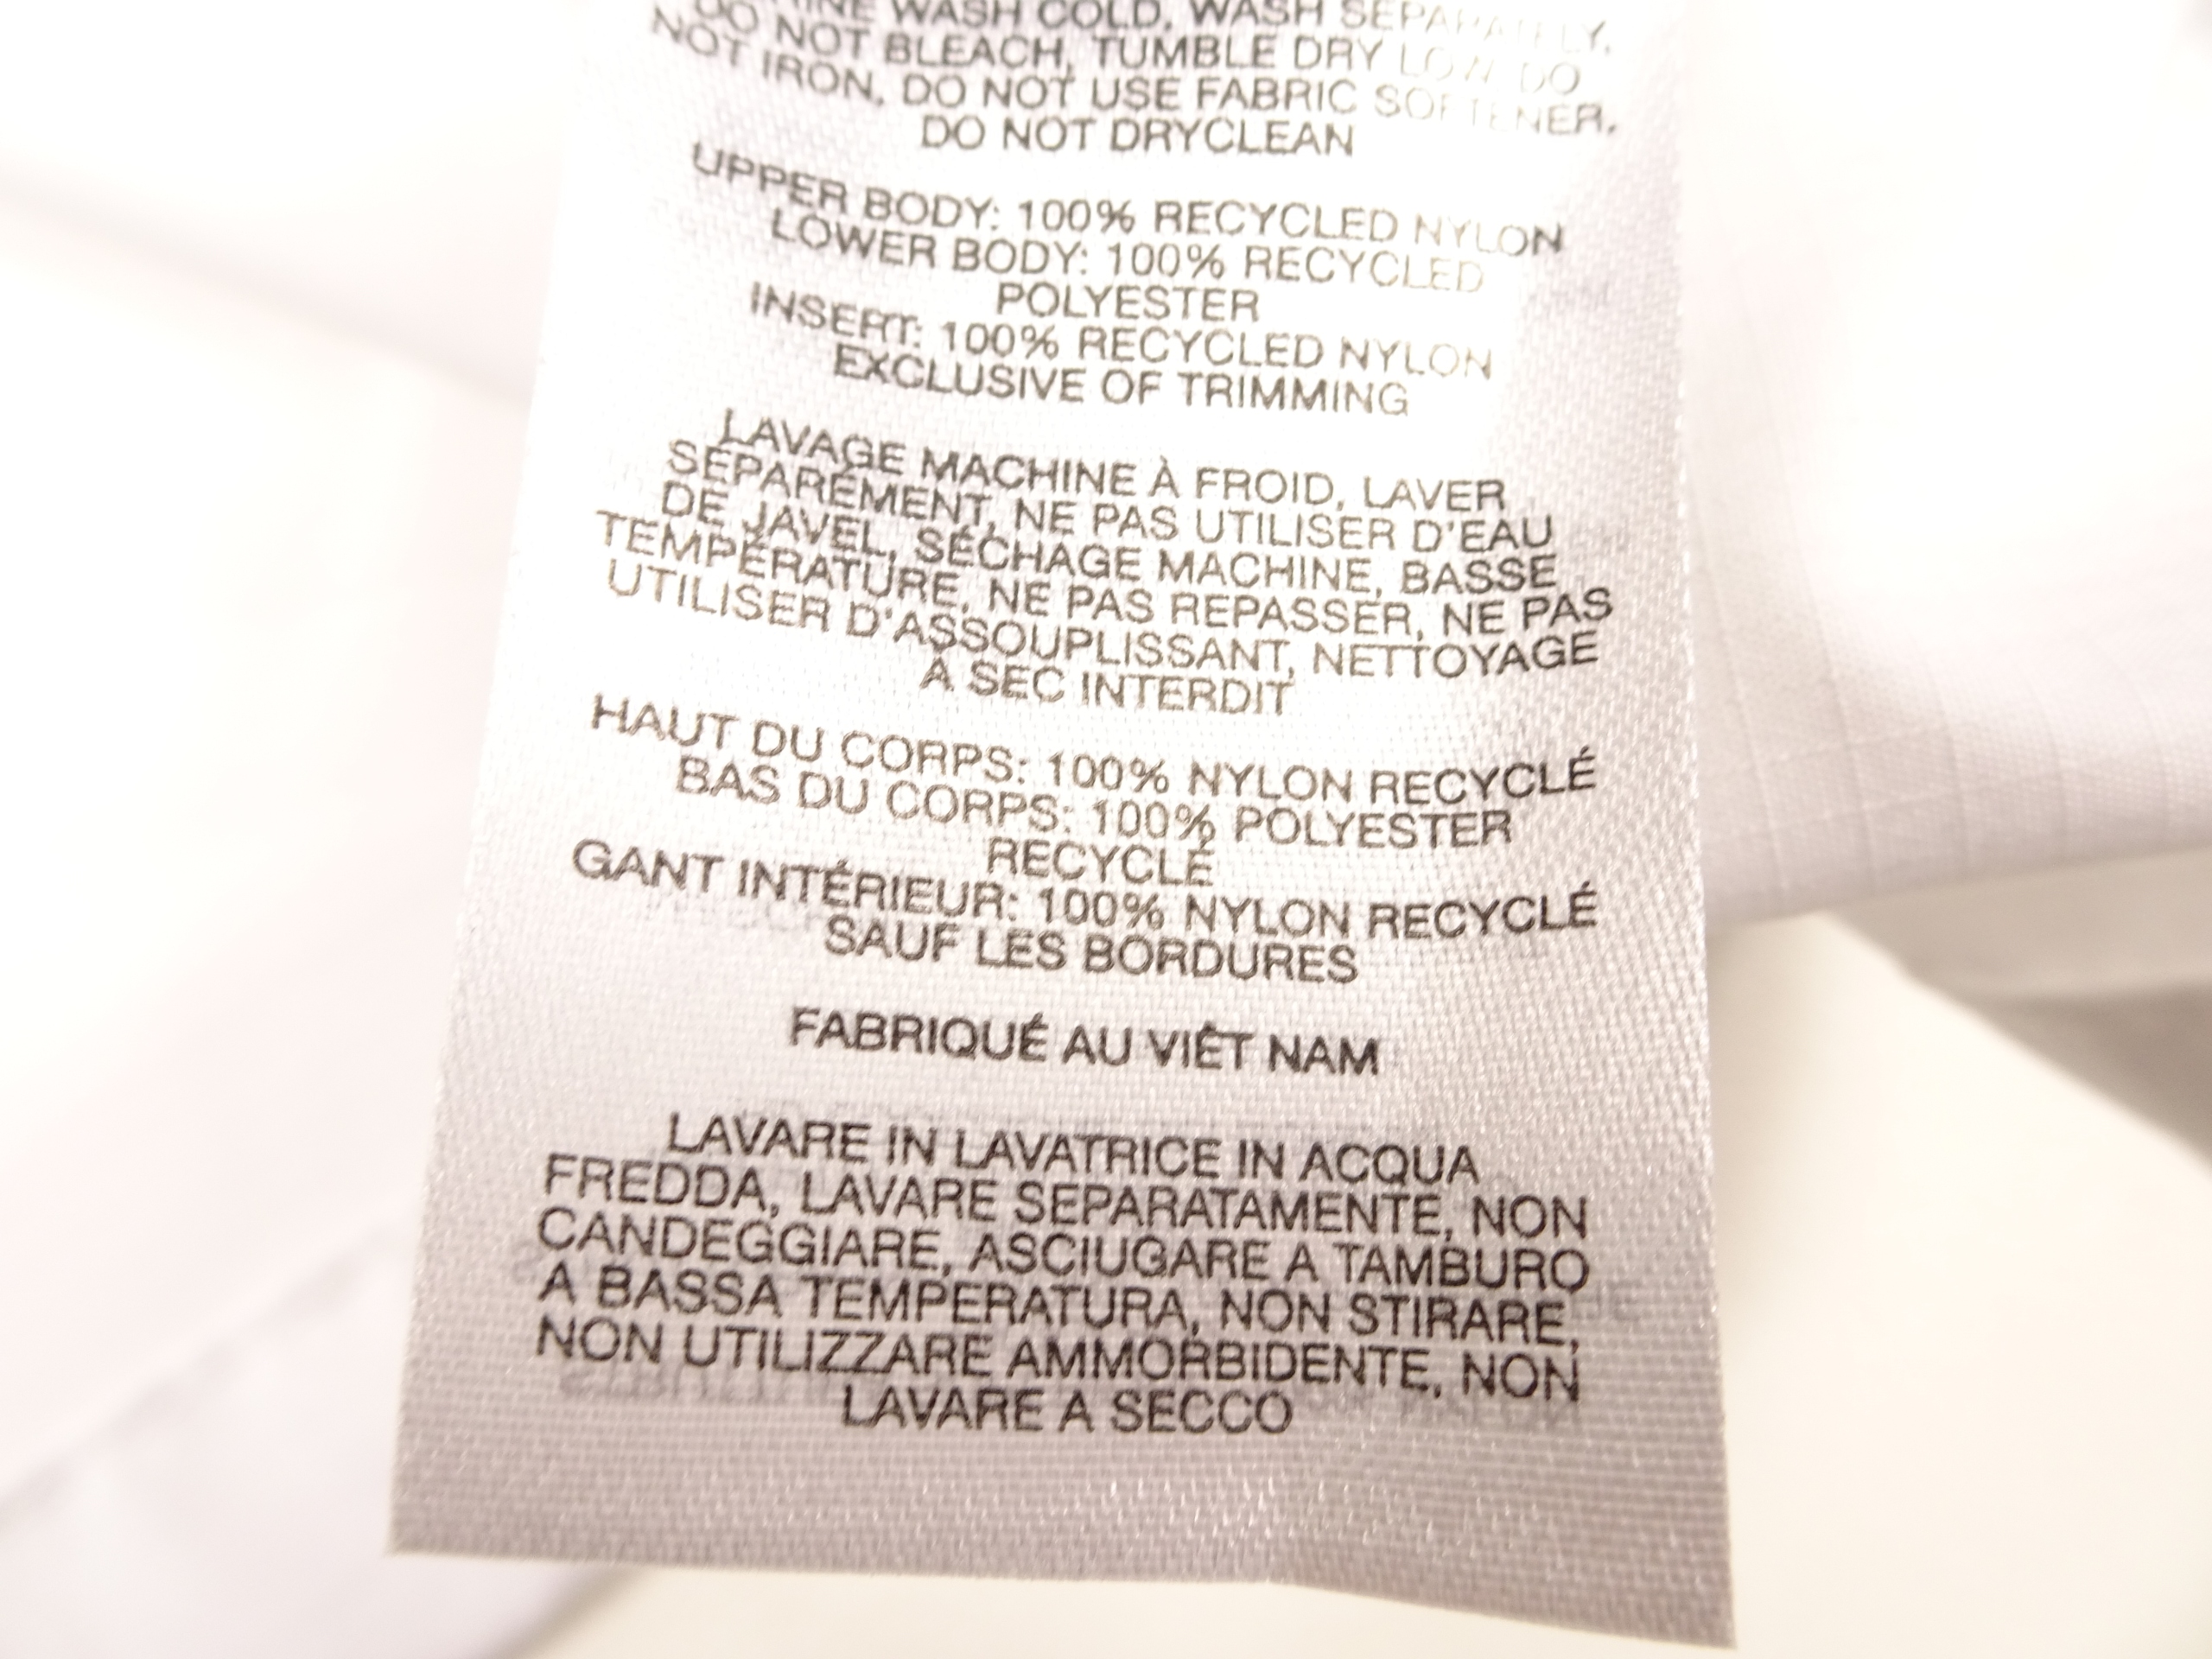 WASH COLD, WASH SEPARATELY,
DO NOT BLEACH, TUMBLE DRY LOW DO
NOT IRON, DO NOT USE FABRIC SOFTENER,
DO NOT DRYCLEAN
UPPER BODY: 100% RECYCLED NYLON
LOWER BODY: 100% RECYCLED
POLYESTER
INSERT: 100% RECYCLED NYLON
EXCLUSIVE OF TRIMMING
LAVAGE MACHINE À FROID, LAVER
SÉPARÉMENT, NE PAS UTILISER D'EAU
DE JAVEL, SÉCHAGE MACHINE, BASSE
TEMPÉRATURE, NE PAS REPASSER, NE PAS
UTILISER D'ASSOUPLISSANT, NETTOYAGE
À SEC INTERDIT
HAUT DU CORPS: 100% NYLON RECYCLÉ
BAS DU CORPS: 100% POLYESTER
RECYCLÉ
GANT INTÉRIEUR: 100% NYLON RECYCLÉ
SAUF LES BORDURES
FABRIQUÉ AU VIÊT NAM
LAVARE IN LAVATRICE IN ACQUA
FREDDA, LAVARE SEPARATAMENTE, NON
CANDEGGIARE, ASCIUGARE A TAMBURO
A BASSA TEMPERATURA, NON STIRARE,
NON UTILIZZARE AMMORBIDENTE, NON
LAVARE A SECCO